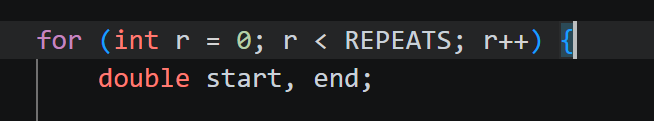 for (int r = 0; r < REPEATS; r++) {
double start, end;